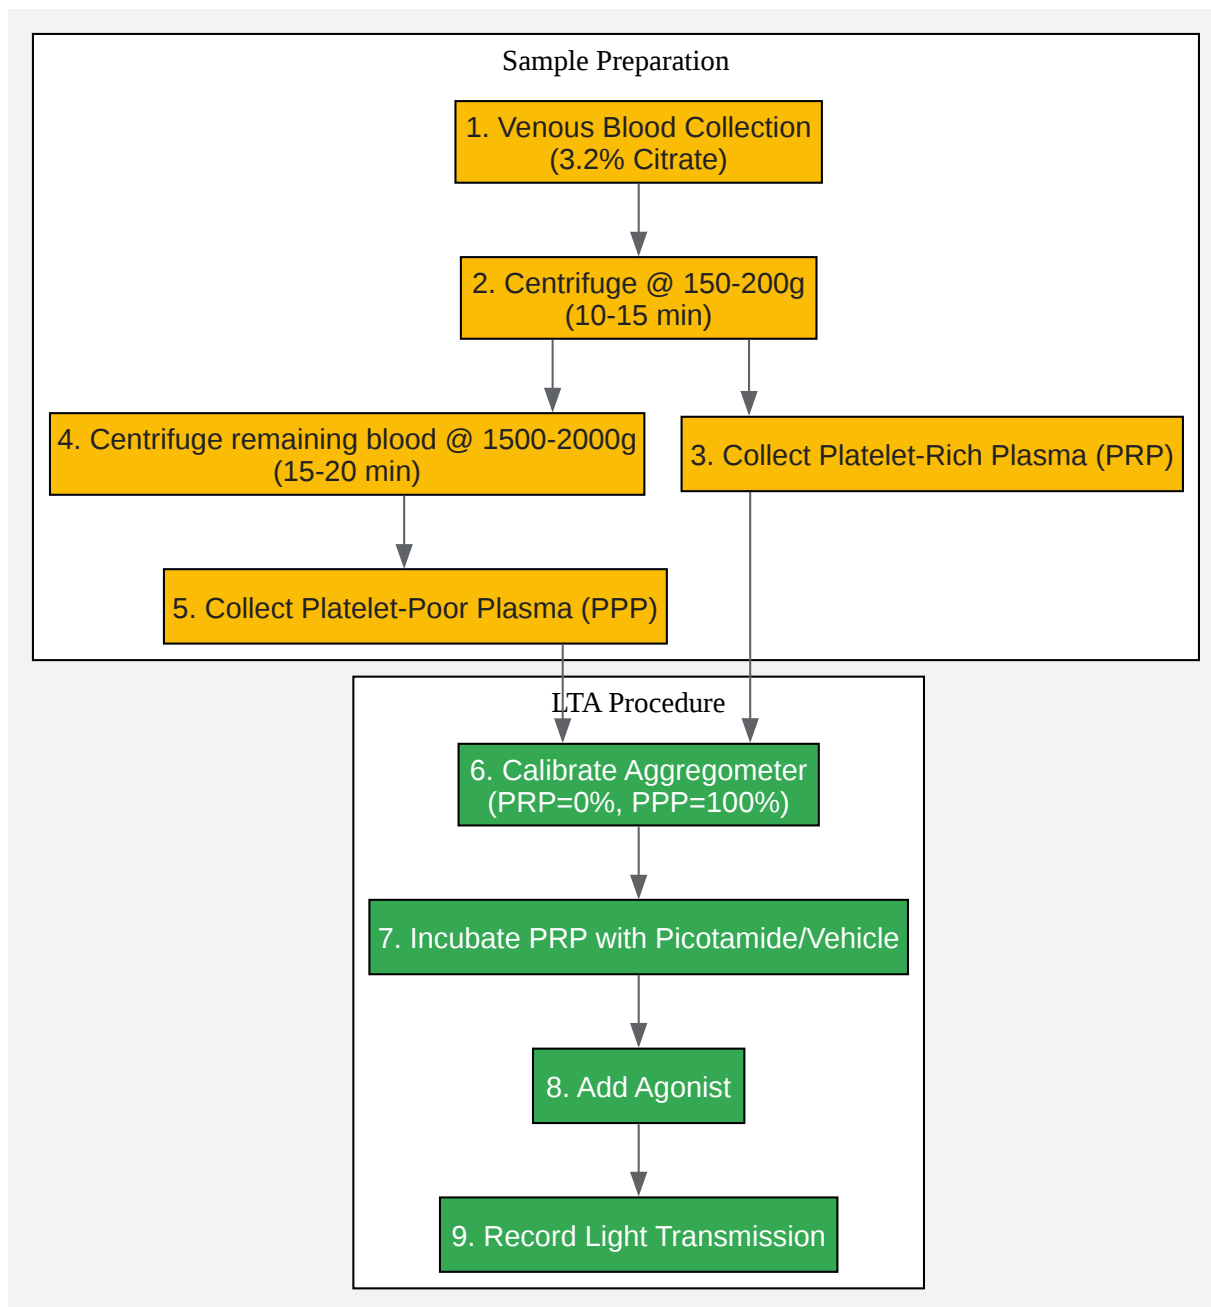 Sample Preparation
1. Venous Blood Collection
(3.2% Citrate)
2. Centrifuge @ 150-200g
(10-15 min)
4. Centrifuge remaining blood @ 1500-2000g
(15-20 min)
3. Collect Platelet-Rich Plasma (PRP)
5. Collect Platelet-Poor Plasma (PPP)
LTA Procedure
6. Calibrate Aggregometer
(PRP=0%, PPP=100%)
7. Incubate PRP with Picotamide/Vehicle
8. Add Agonist
9. Record Light Transmission